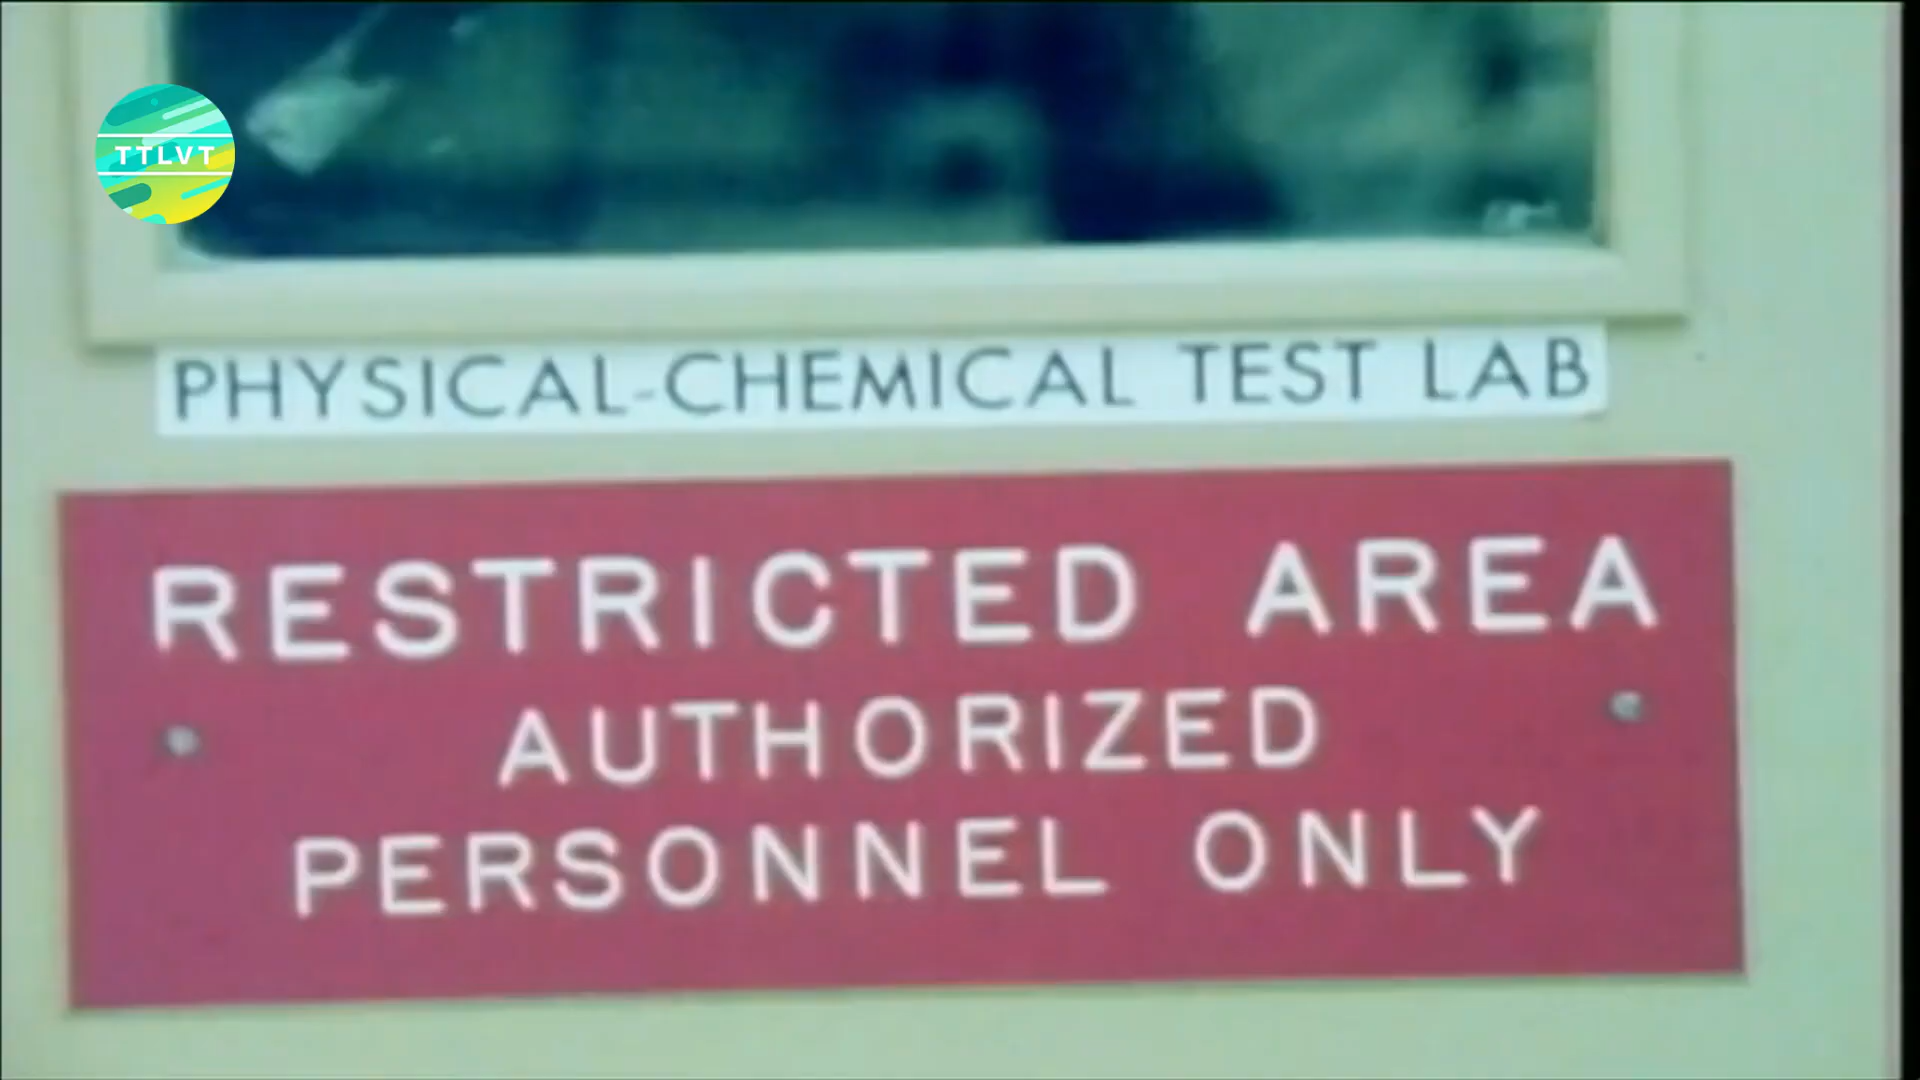 TTLVT
PHYSICAL-CHEMICAL TEST LAB
RESTRICTED AREA
AUTHORIZED
PERSONNEL ONLY